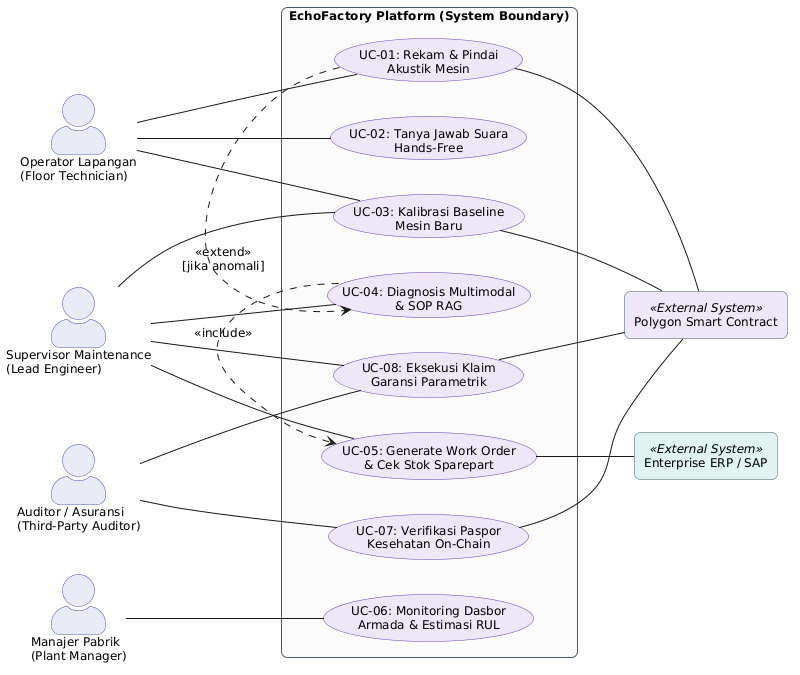 EchoFactory Platform (System Boundary)
UC-01: Rekam & Pindai
Akustik Mesin
UC-02: Tanya Jawab Suara
Hands-Free
Operator Lapangan
(Floor Technician)
UC-03: Kalibrasi Baseline
Mesin Baru
«extend»
[jika anomali]
UC-04: Diagnosis Multimodal
& SOP RAG
«External System»
Polygon Smart Contract
«include»
Supervisor Maintenance
(Lead Engineer)
UC-08: Eksekusi Klaim
Garansi Parametrik
UC-05: Generate Work Order
& Cek Stok Sparepart
«External System»
Enterprise ERP / SAP
Auditor / Asuransi
(Third-Party Auditor)
UC-07: Verifikasi Paspor
Kesehatan On-Chain
UC-06: Monitoring Dasbor
Armada & Estimasi RUL
Manajer Pabrik
(Plant Manager)